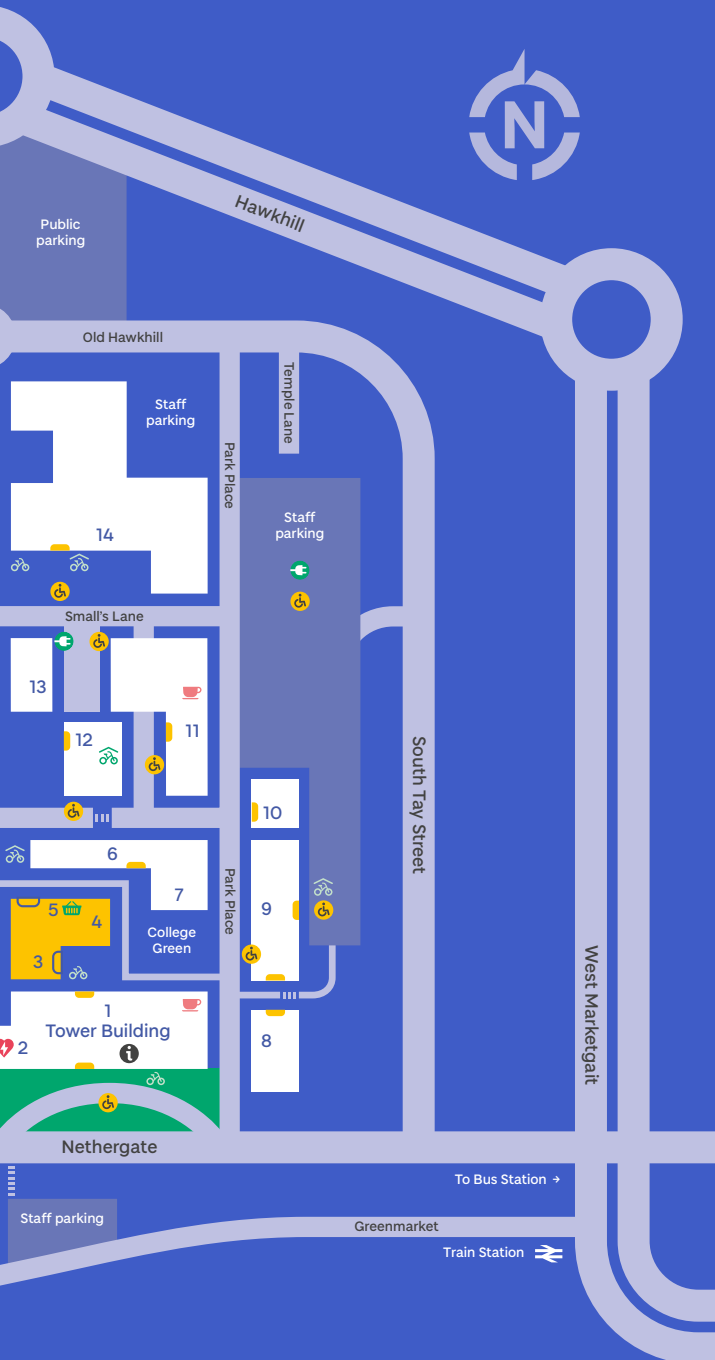 N
Hawkhill
Public
parking
Old Hawkhill
Temple Lane
Staff
parking
Park Place
Staff
parking
14
Small's Lane
13
12
11
South Tay Street
10
6
7
Park Place
9
5
4
College
Green
3
1
Tower Building
2
i
8
West Marketgait
Nethergate
To Bus Station →
Staff parking
Greenmarket
Train Station